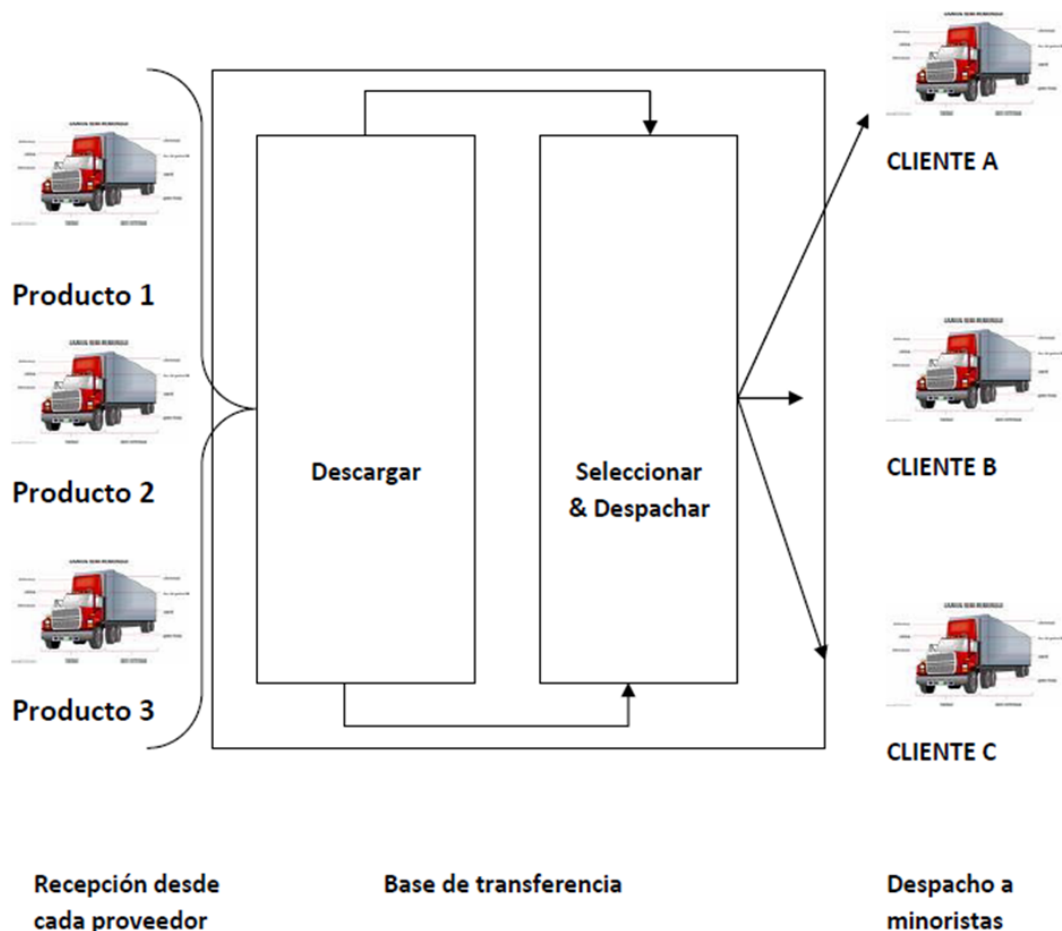 CLIENTE A
Producto 1
CLIENTE B
Descargar
Seleccionar
& Despachar
Producto 2
Producto 3
CLIENTE C
Recepción desde
cada proveedor
Base de transferencia
Despacho a
minoristas